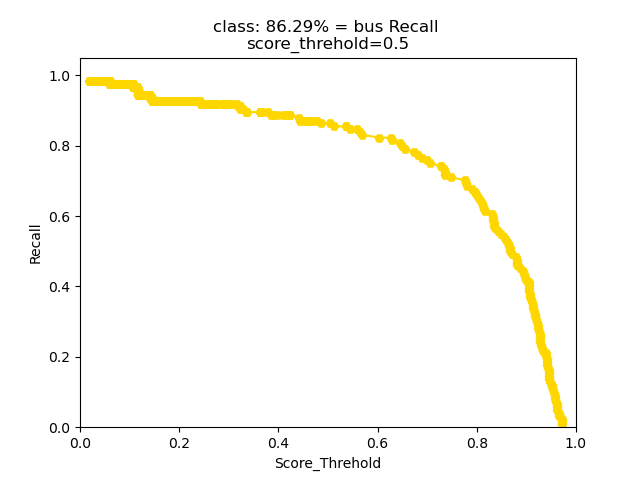 class: 86.29% = bus Recall
score_threhold=0.5
1.0
0.8
0.6
0.4
0.2
0.0
Recall
0.0 0.2 0.4 0.6 0.8 1.0
Score_Threhold